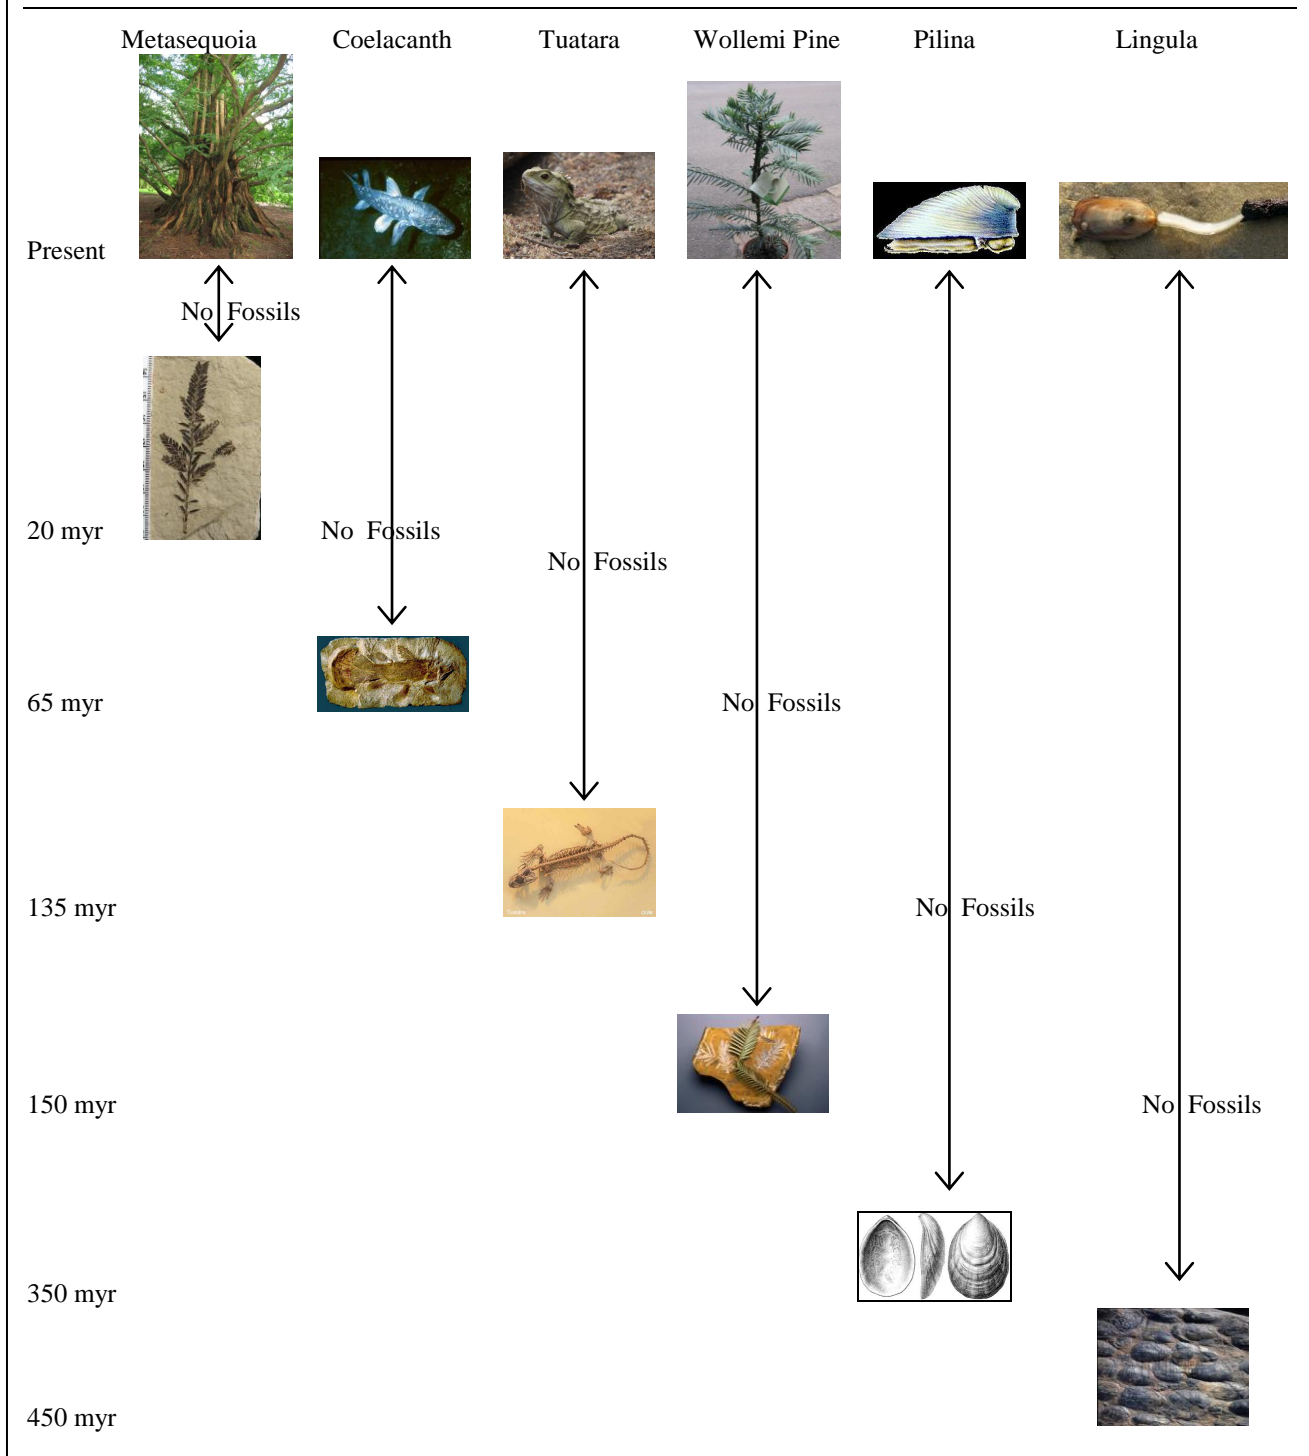 Metasequoia Coelacanth Tuatara Wollemi Pine Pilina Lingula
Present
No Fossils
20 myr No Fossils
No Fossils
65 myr No Fossils
135 myr No Fossils
150 myr No Fossils
350 myr
450 myr